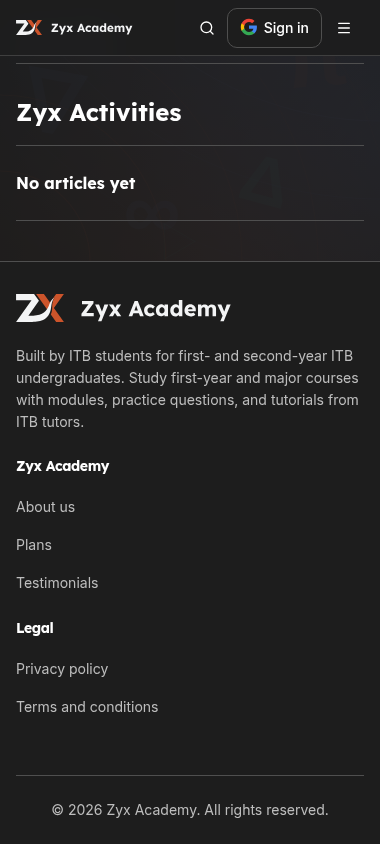 Zyx Academy
Sign in
Zyx Activities
No articles yet
Zyx Academy
Built by ITB students for first- and second-year ITB
undergraduates. Study first-year and major courses
with modules, practice questions, and tutorials from
ITB tutors.
Zyx Academy
About us
Plans
Testimonials
Legal
Privacy policy
Terms and conditions
© 2026 Zyx Academy. All rights reserved.